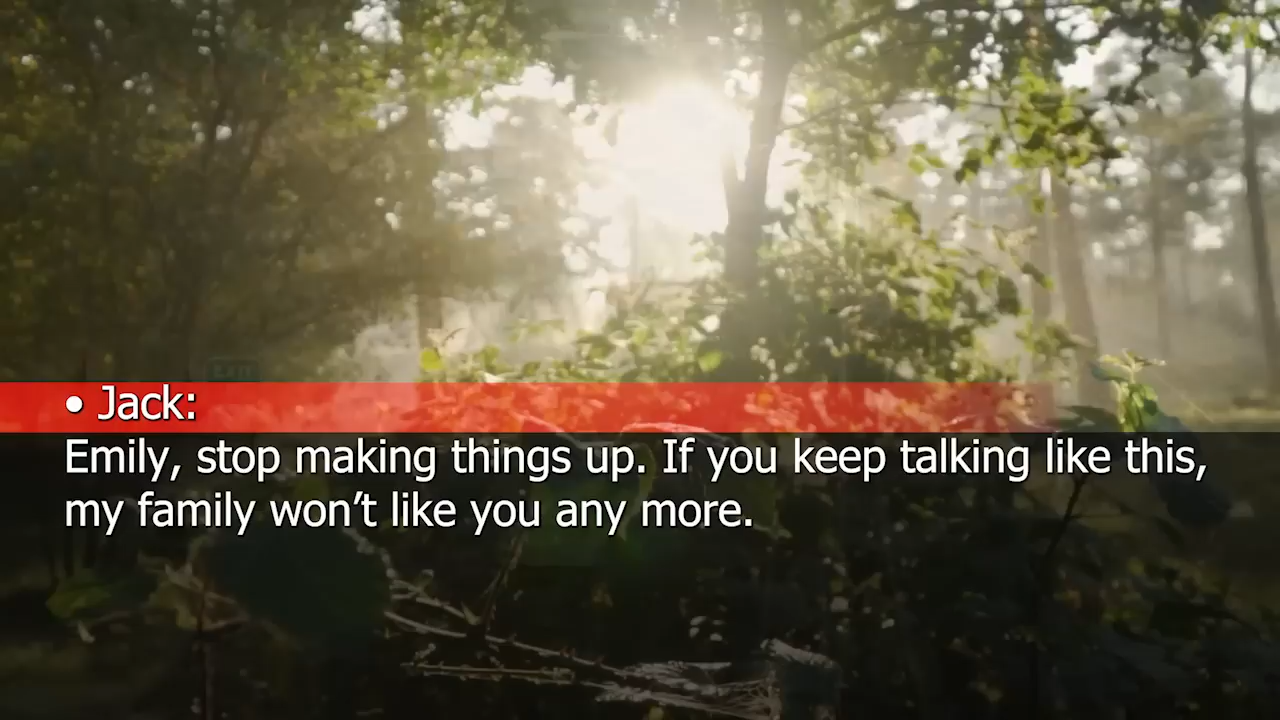 • Jack:
Emily, stop making things up. If you keep talking like this,
my family won’t like you any more.